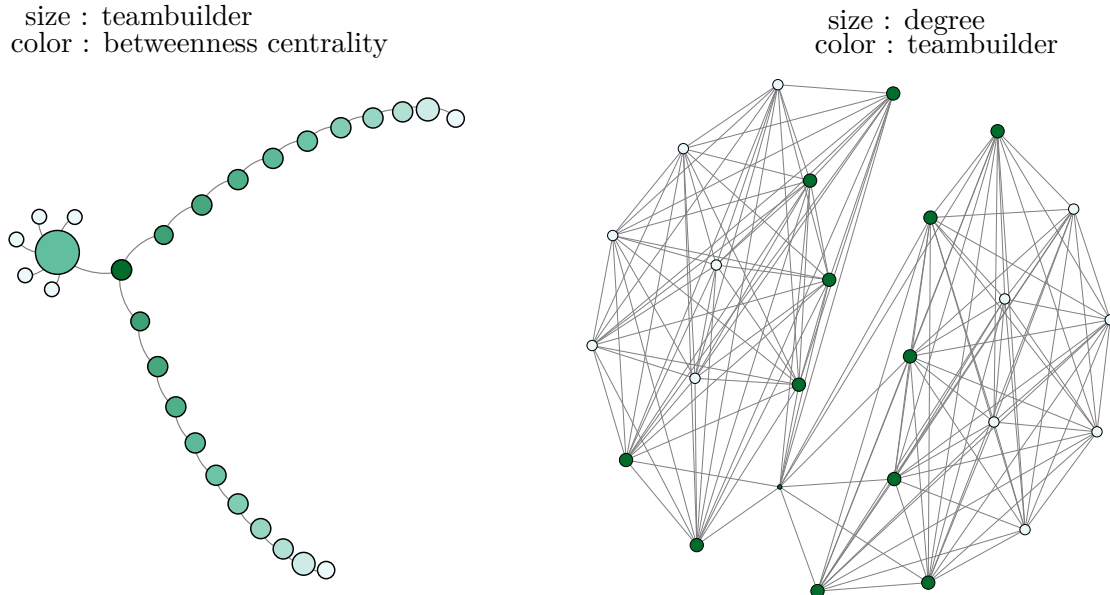 size : teambuilder
color : betweenness centrality
size : degree
color : teambuilder